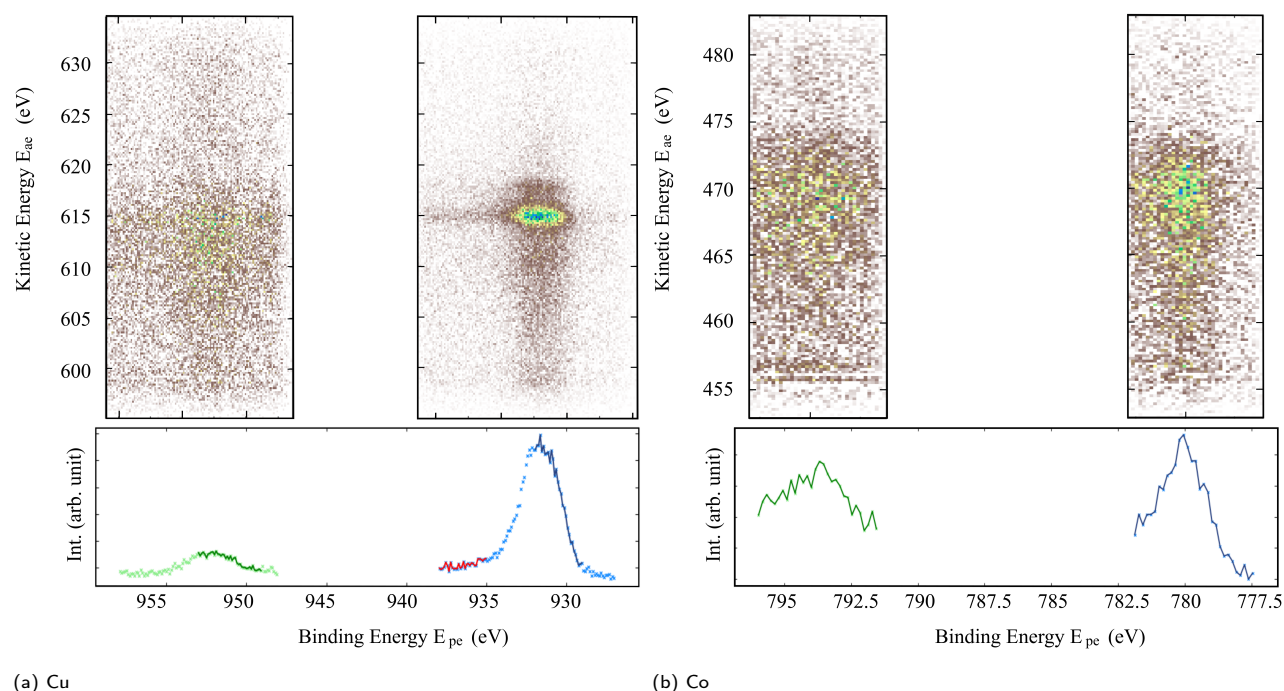 Kinetic Energy E_ae (eV)
630
625
620
615
610
605
600
Int. (arb. unit)
955 950 945 940 935 930
Binding Energy E_pe (eV)
(a) Cu
Kinetic Energy E_ae (eV)
480
475
470
465
460
455
Int. (arb. unit)
795 792.5 790 787.5 785 782.5 780 777.5
Binding Energy E_pe (eV)
(b) Co